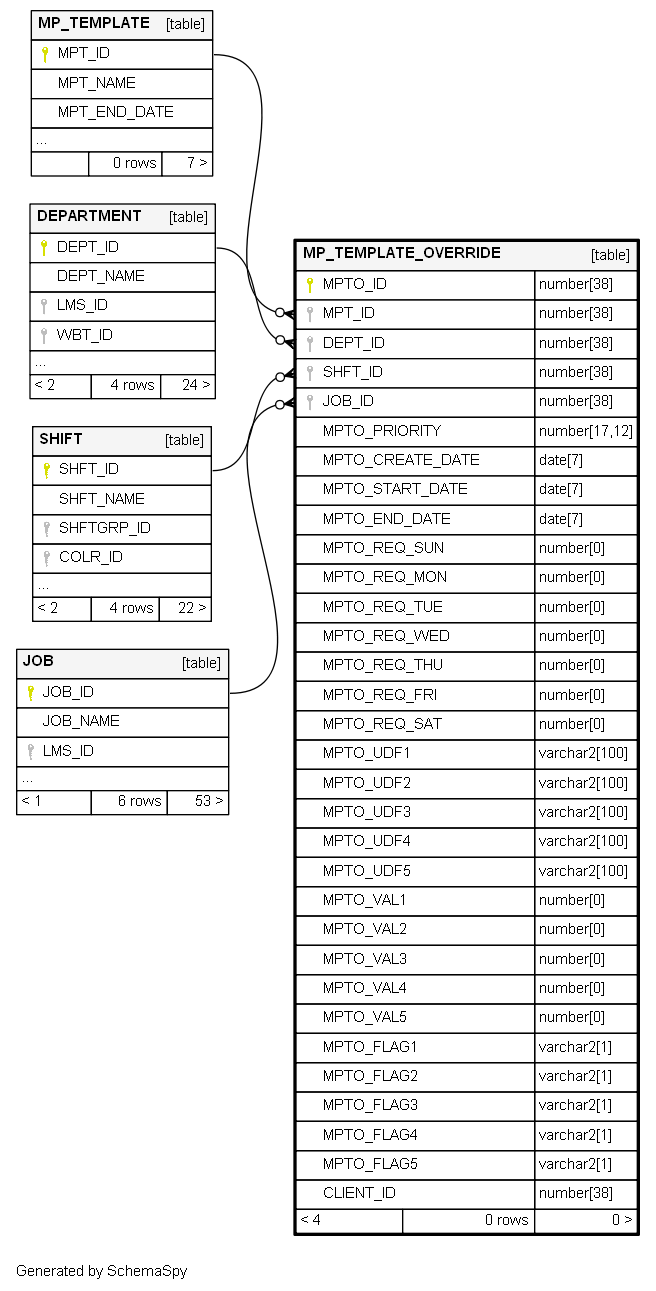 MP_TEMPLATE [table]
MPT_ID
MPT_NAME
MPT_END_DATE
...
0 rows 7 >
DEPARTMENT [table]
DEPT_ID
DEPT_NAME
LMS_ID
WBT_ID
...
< 2 4 rows 24 >
SHIFT [table]
SHFT_ID
SHFT_NAME
SHFTGRP_ID
COLR_ID
...
< 2 4 rows 22 >
JOB [table]
JOB_ID
JOB_NAME
LMS_ID
...
< 1 6 rows 53 >
MP_TEMPLATE_OVERRIDE [table]
MPTO_ID number[38]
MPT_ID number[38]
DEPT_ID number[38]
SHFT_ID number[38]
JOB_ID number[38]
MPTO_PRIORITY number[17,12]
MPTO_CREATE_DATE date[7]
MPTO_START_DATE date[7]
MPTO_END_DATE date[7]
MPTO_REQ_SUN number[0]
MPTO_REQ_MON number[0]
MPTO_REQ_TUE number[0]
MPTO_REQ_WED number[0]
MPTO_REQ_THU number[0]
MPTO_REQ_FRI number[0]
MPTO_REQ_SAT number[0]
MPTO_UDF1 varchar2[100]
MPTO_UDF2 varchar2[100]
MPTO_UDF3 varchar2[100]
MPTO_UDF4 varchar2[100]
MPTO_UDF5 varchar2[100]
MPTO_VAL1 number[0]
MPTO_VAL2 number[0]
MPTO_VAL3 number[0]
MPTO_VAL4 number[0]
MPTO_VAL5 number[0]
MPTO_FLAG1 varchar2[1]
MPTO_FLAG2 varchar2[1]
MPTO_FLAG3 varchar2[1]
MPTO_FLAG4 varchar2[1]
MPTO_FLAG5 varchar2[1]
CLIENT_ID number[38]
< 4 0 rows 0 >
Generated by SchemaSpy